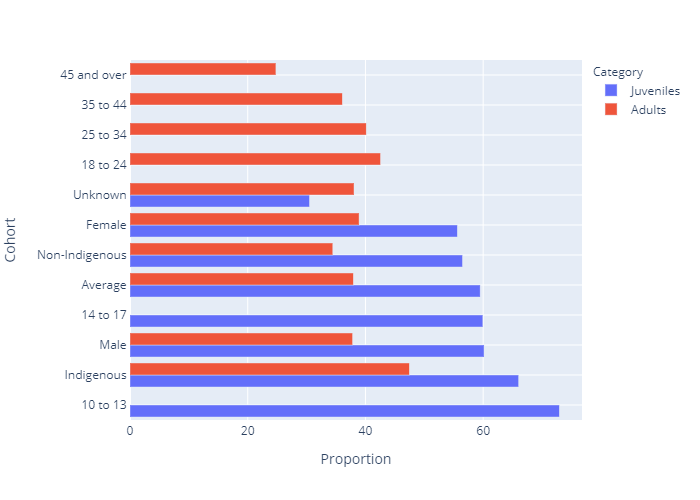 Category
Juveniles
Adults
45 and over
35 to 44
25 to 34
18 to 24
Unknown
Female
Non-Indigenous
Average
14 to 17
Male
Indigenous
10 to 13
Cohort
0 20 40 60
Proportion